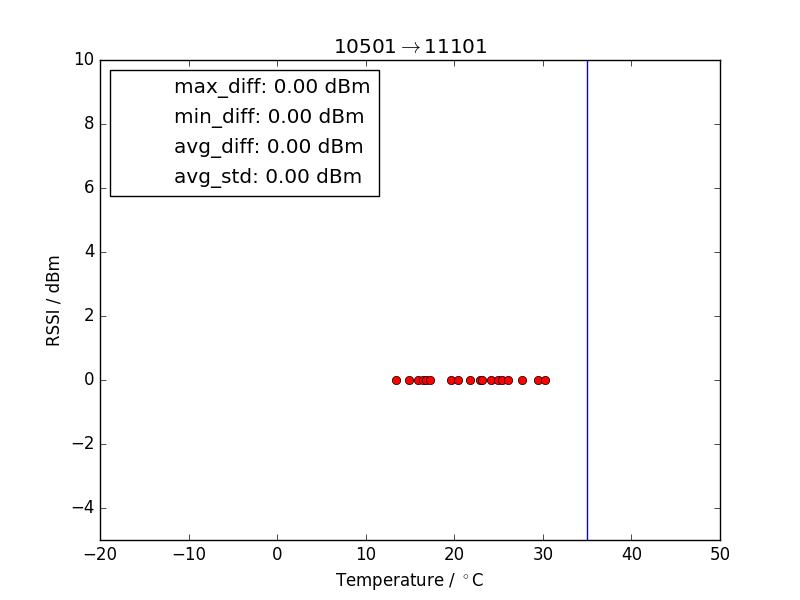 10501→11101
max_diff: 0.00 dBm
min_diff: 0.00 dBm
avg_diff: 0.00 dBm
avg_std: 0.00 dBm
10
8
6
4
2
0
−2
−4
RSSI / dBm
−20 −10 0 10 20 30 40 50
Temperature / °C